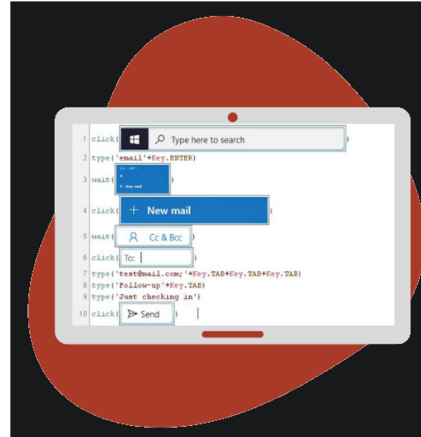 1 click( Type here to search )
2 type('email'+Key.ENTER)
3 wait( )
4 click( + New mail )
5 wait( Cc & Bcc )
6 click( To: )
7 type('test@mail.com;'+Key.TAB+Key.TAB+Key.TAB)
8 type('Follow-up'+Key.TAB)
9 type('Just checking in')
10 click( Send )